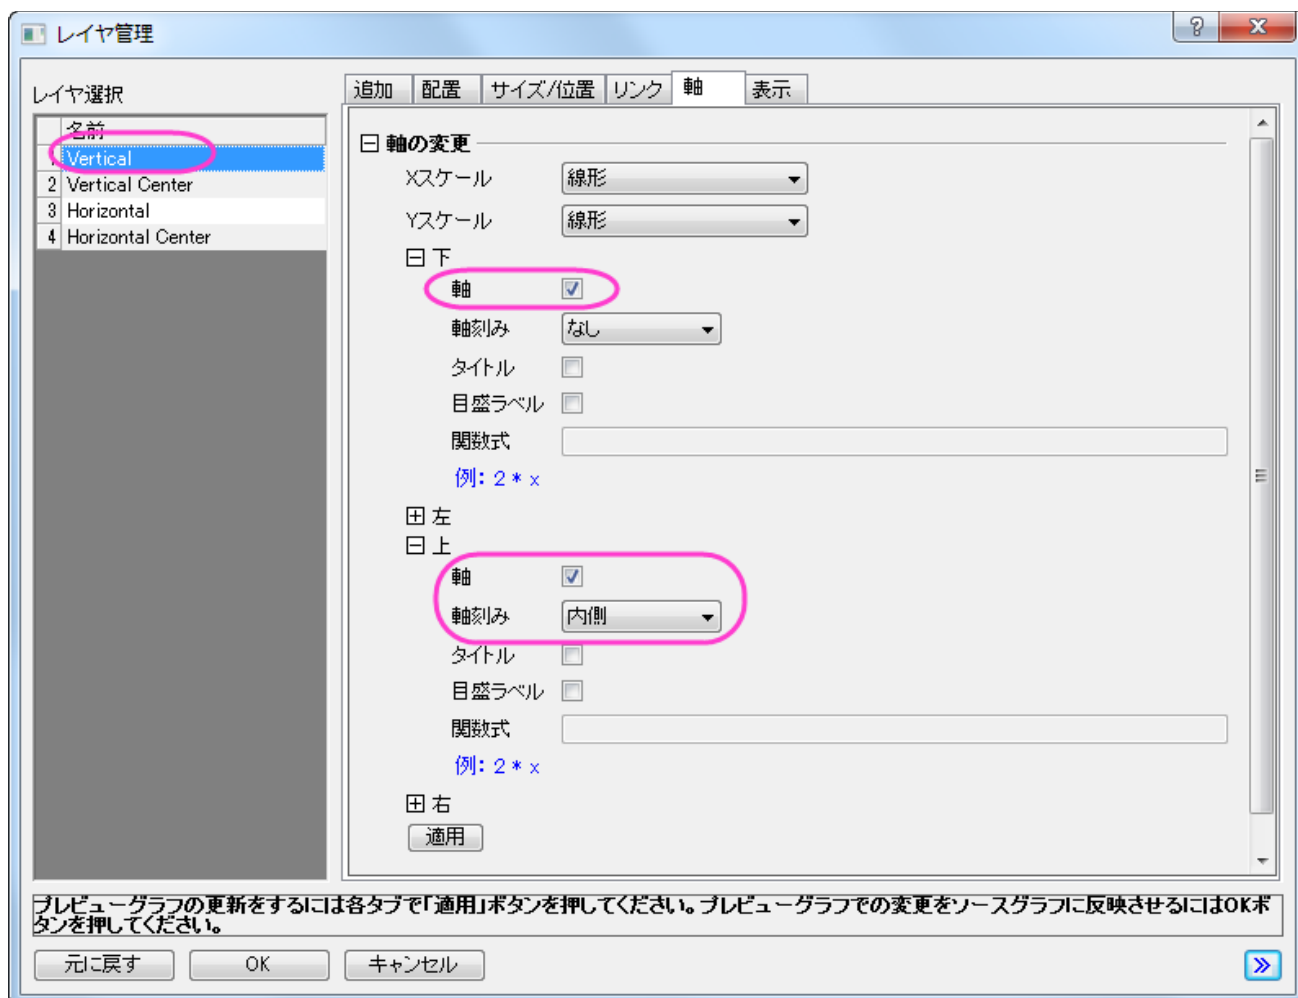 レイヤ管理
レイヤ選択
名前
1 Vertical
2 Vertical Center
3 Horizontal
4 Horizontal Center
追加 配置 サイズ/位置 リンク 軸 表示
軸の変更
Xスケール 線形
Yスケール 線形
下
軸
軸刻み なし
タイトル
目盛ラベル
関数式
例: 2 * x
左
上
軸
軸刻み 内側
タイトル
目盛ラベル
関数式
例: 2 * x
右
適用
プレビューグラフの更新をするには各タブで「適用」ボタンを押してください。プレビューグラフでの変更をソースグラフに反映させるにはOKボ
タンを押してください。
元に戻す OK キャンセル